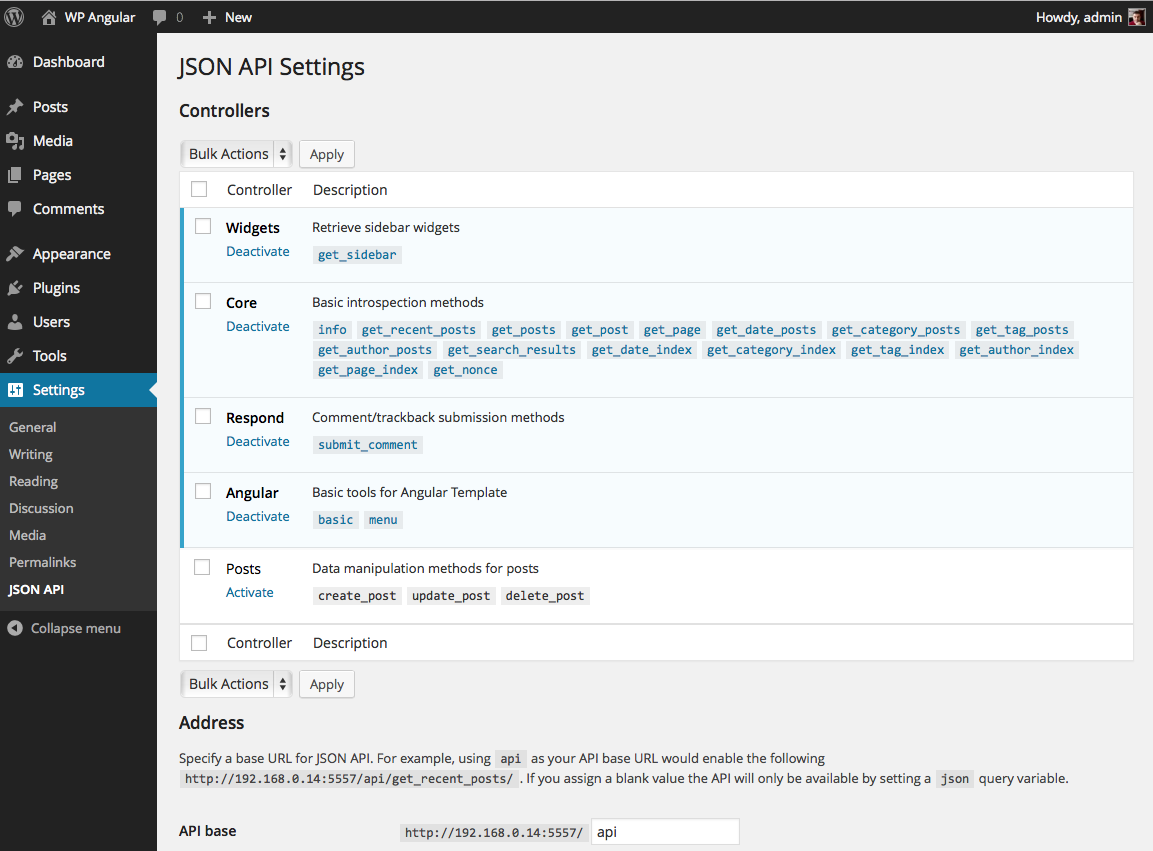 WP Angular 0 New Howdy, admin
Dashboard
Posts
Media
Pages
Comments
Appearance
Plugins
Users
Tools
Settings
General
Writing
Reading
Discussion
Media
Permalinks
JSON API
Collapse menu
JSON API Settings
Controllers
Bulk Actions Apply
Controller Description
Widgets Retrieve sidebar widgets
Deactivate get_sidebar
Core Basic introspection methods
Deactivate info get_recent_posts get_posts get_post get_page get_date_posts get_category_posts get_tag_posts
get_author_posts get_search_results get_date_index get_category_index get_tag_index get_author_index
get_page_index get_nonce
Respond Comment/trackback submission methods
Deactivate submit_comment
Angular Basic tools for Angular Template
Deactivate basic menu
Posts Data manipulation methods for posts
Activate create_post update_post delete_post
Controller Description
Bulk Actions Apply
Address
Specify a base URL for JSON API. For example, using api as your API base URL would enable the following
http://192.168.0.14:5557/api/get_recent_posts/ . If you assign a blank value the API will only be available by setting a json query variable.
API base http://192.168.0.14:5557/ api